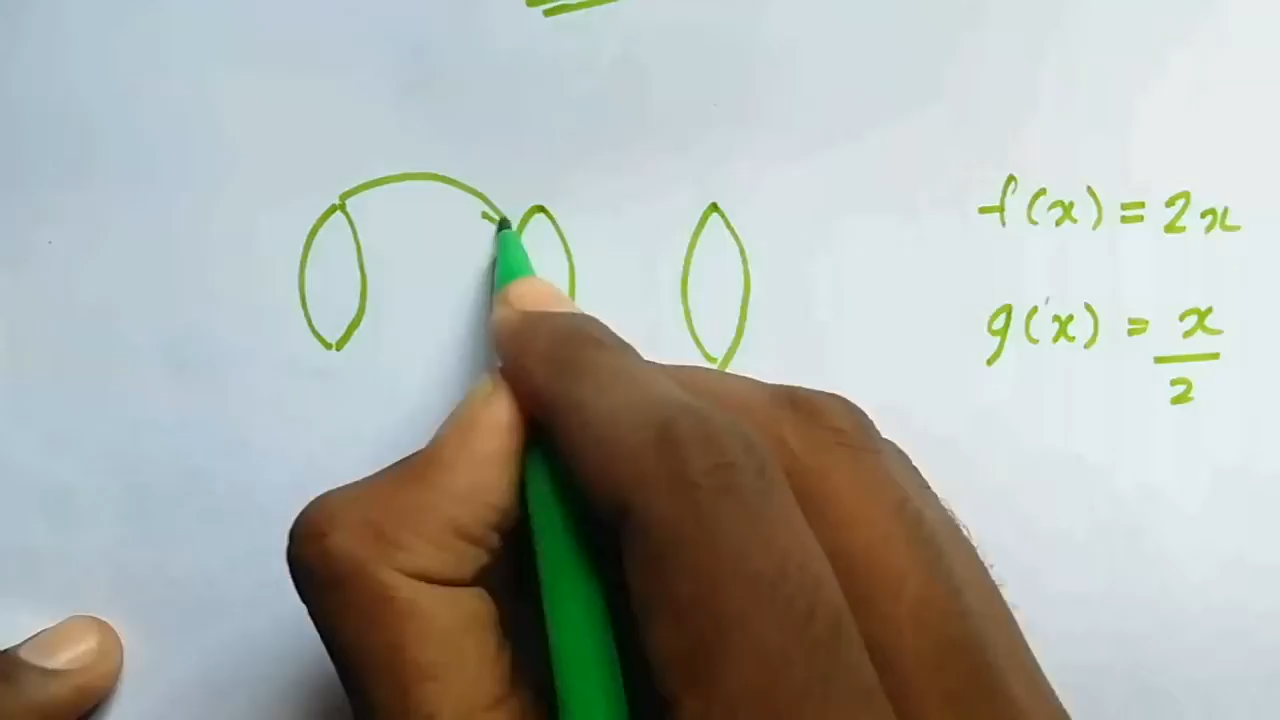 f(x) = 2x
g(x) = x/2